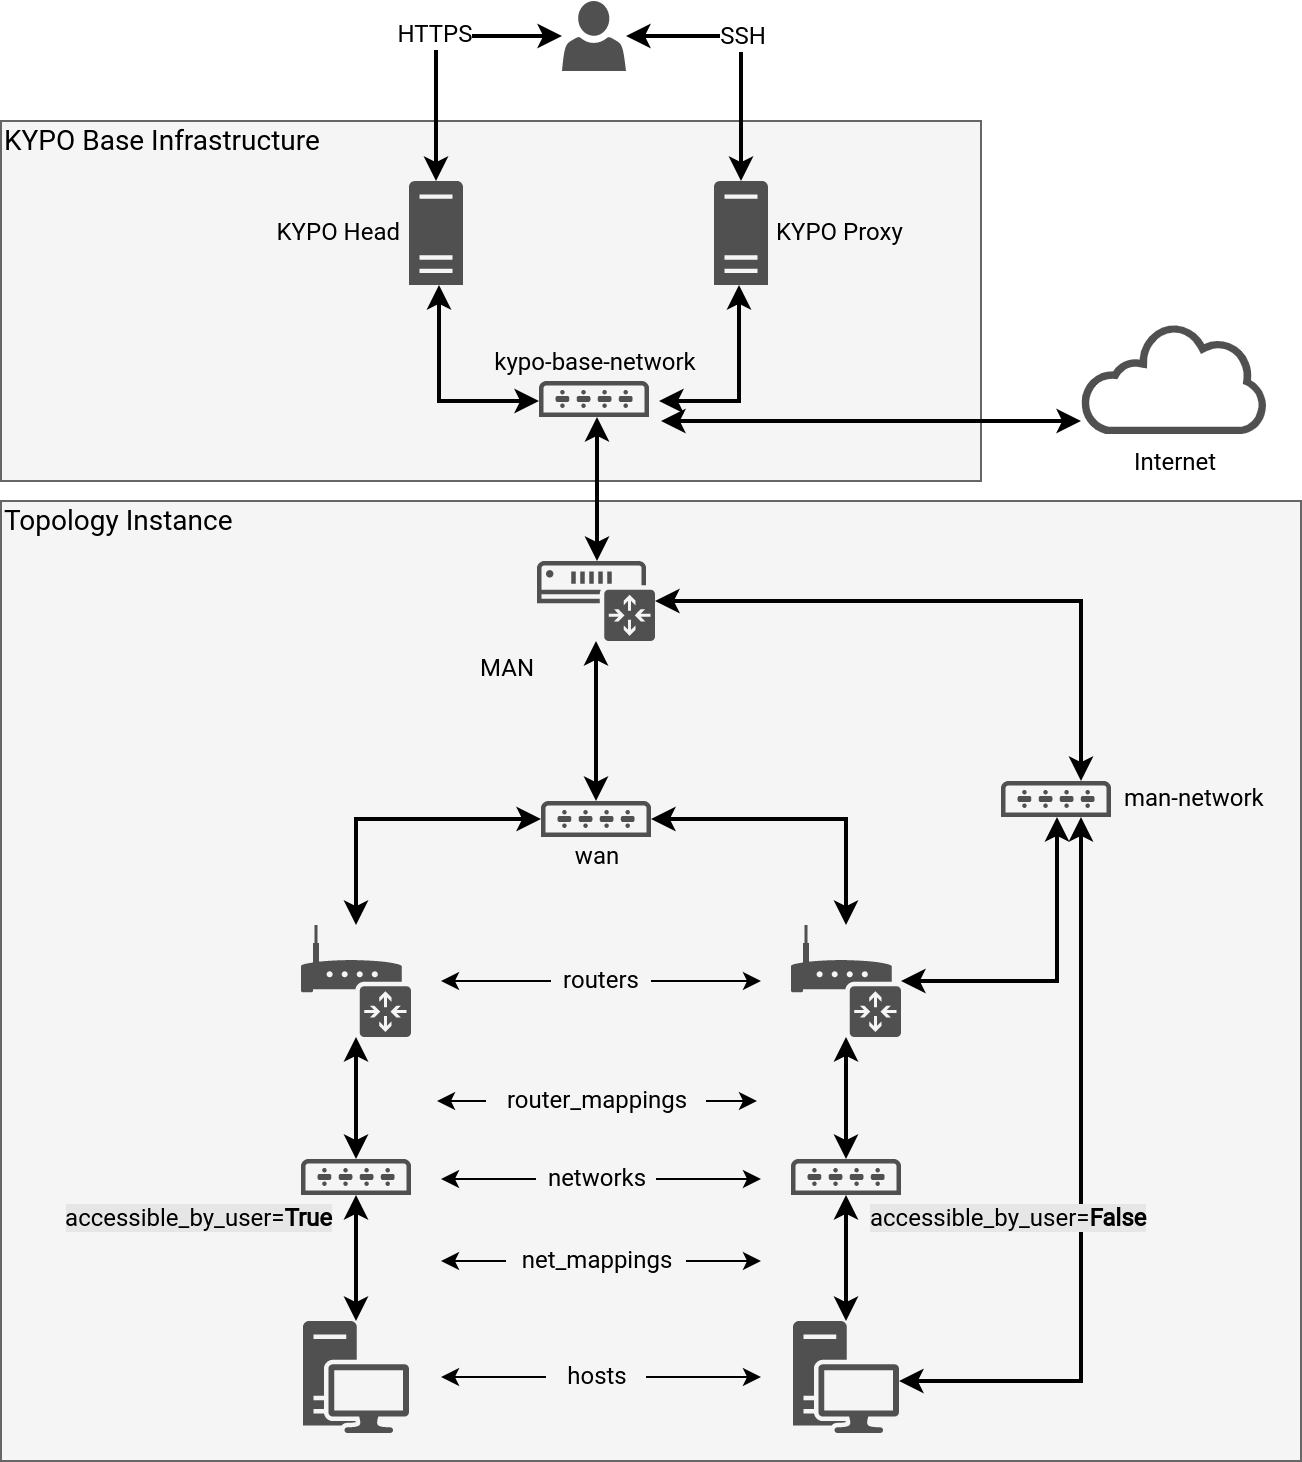 HTTPS
SSH
KYPO Base Infrastructure
KYPO Head
KYPO Proxy
kypo-base-network
Internet
Topology Instance
MAN
man-network
wan
routers
router_mappings
networks
accessible_by_user=True
accessible_by_user=False
net_mappings
hosts